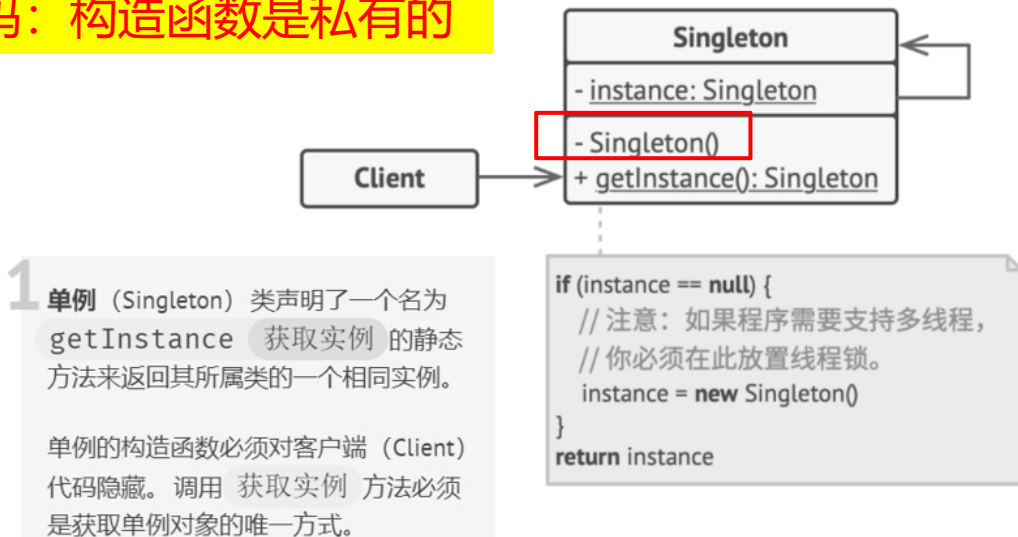 码：构造函数是私有的
Singleton
- instance: Singleton
- Singleton()
+ getInstance(): Singleton
Client
1
单例（Singleton）类声明了一个名为
getInstance 获取实例 的静态
方法来返回其所属类的一个相同实例。
单例的构造函数必须对客户端（Client）
代码隐藏。调用 获取实例 方法必须
是获取单例对象的唯一方式。
if (instance == null) {
// 注意：如果程序需要支持多线程，
// 你必须在此放置线程锁。
instance = new Singleton()
}
return instance